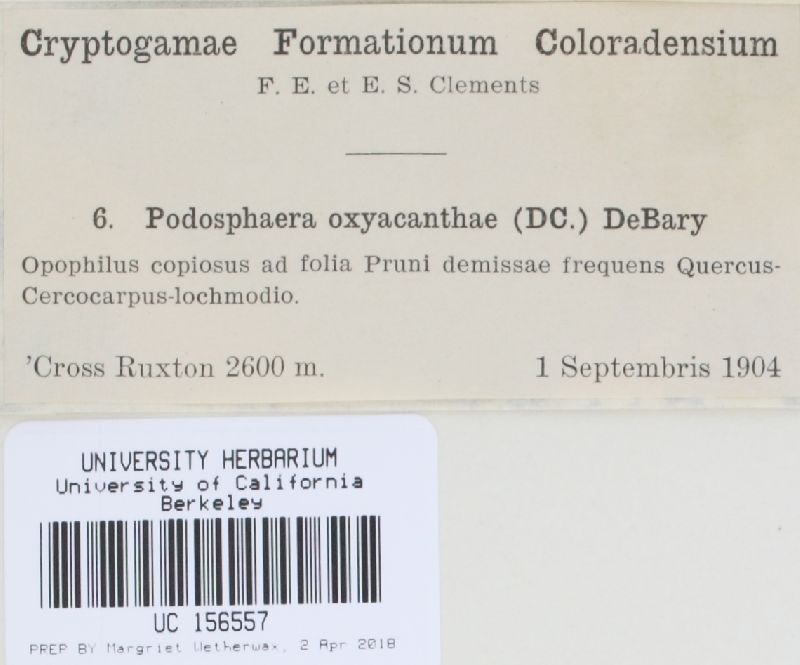 Cryptogamae Formationum Coloradensium
F. E. et E. S. Clements
6. Podosphaera oxyacanthae (DC.) DeBary
Opophilus copiosus ad folia Pruni demissae frequens Quercus-
Cercocarpus-lochmodio.
'Cross Ruxton 2600 m. 1 Septembris 1904
UNIVERSITY HERBARIUM
University of California
Berkeley
UC 156557
PREP BY Margriet Wetherwax, 2 Apr 2018